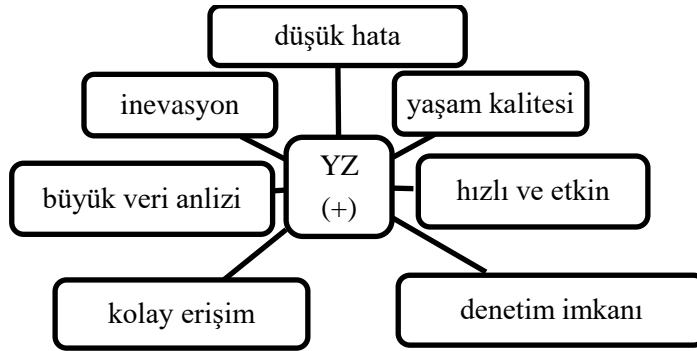 düşük hata
inevasyon
yaşam kalitesi
YZ
(+)
büyük veri anlizi
hızlı ve etkin
kolay erişim
denetim imkanı